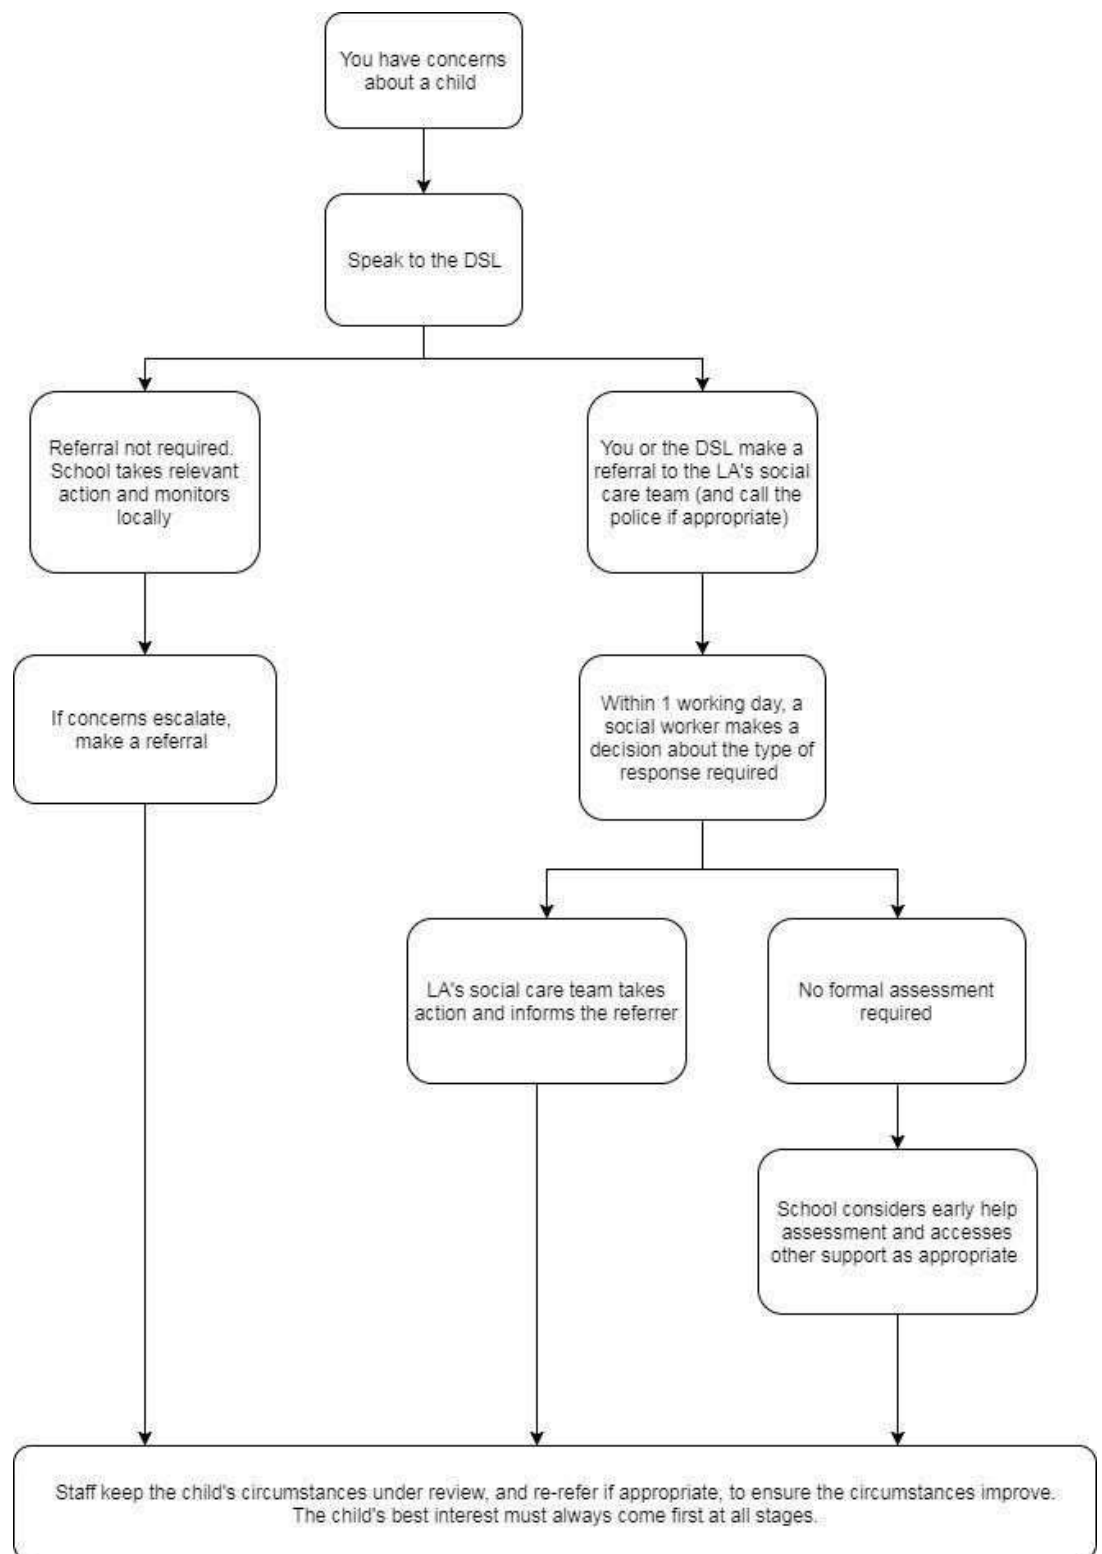 You have concerns
about a child
Speak to the DSL
Referral not required.
School takes relevant
action and monitors
locally
You or the DSL make a
referral to the LA's social
care team (and call the
police if appropriate)
If concerns escalate,
make a referral
Within 1 working day, a
social worker makes a
decision about the type of
response required
LA's social care team takes
action and informs the referrer
No formal assessment
required
School considers early help
assessment and accesses
other support as appropriate
Staff keep the child's circumstances under review, and re-refer if appropriate, to ensure the circumstances improve.
The child's best interest must always come first at all stages.